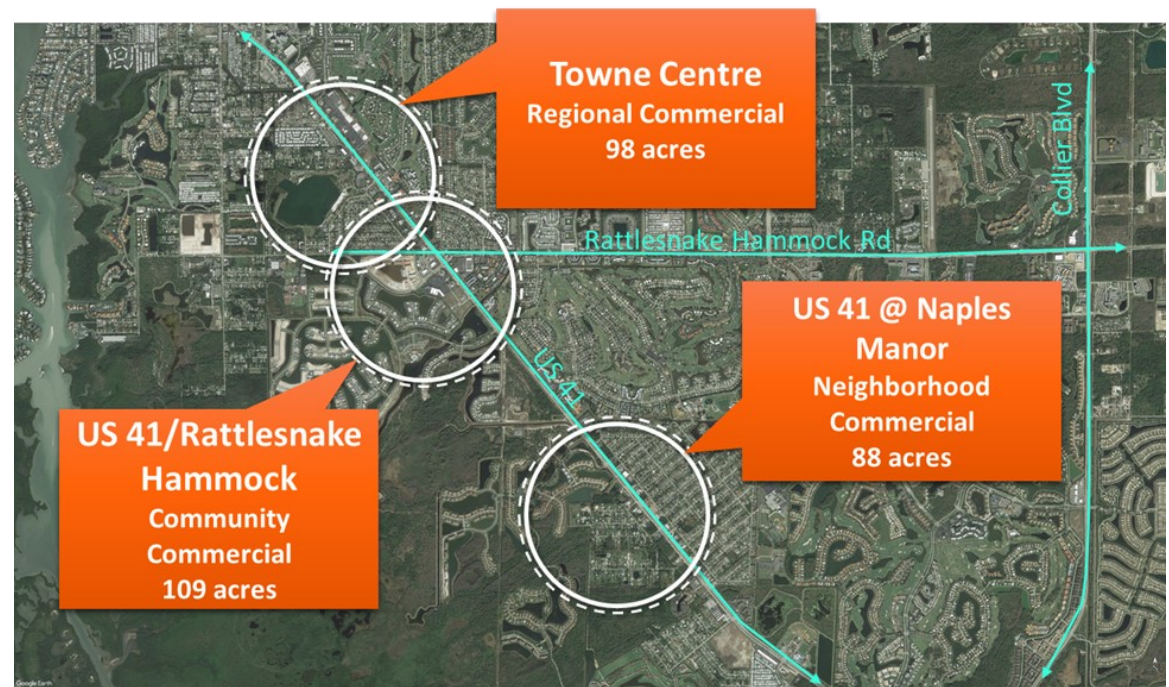 Towne Centre
Regional Commercial
98 acres
Collier Blvd
Rattlesnake Hammock Rd
US 41 @ Naples
Manor
Neighborhood
Commercial
88 acres
US 41
US 41/Rattlesnake
Hammock
Community
Commercial
109 acres
Google Earth